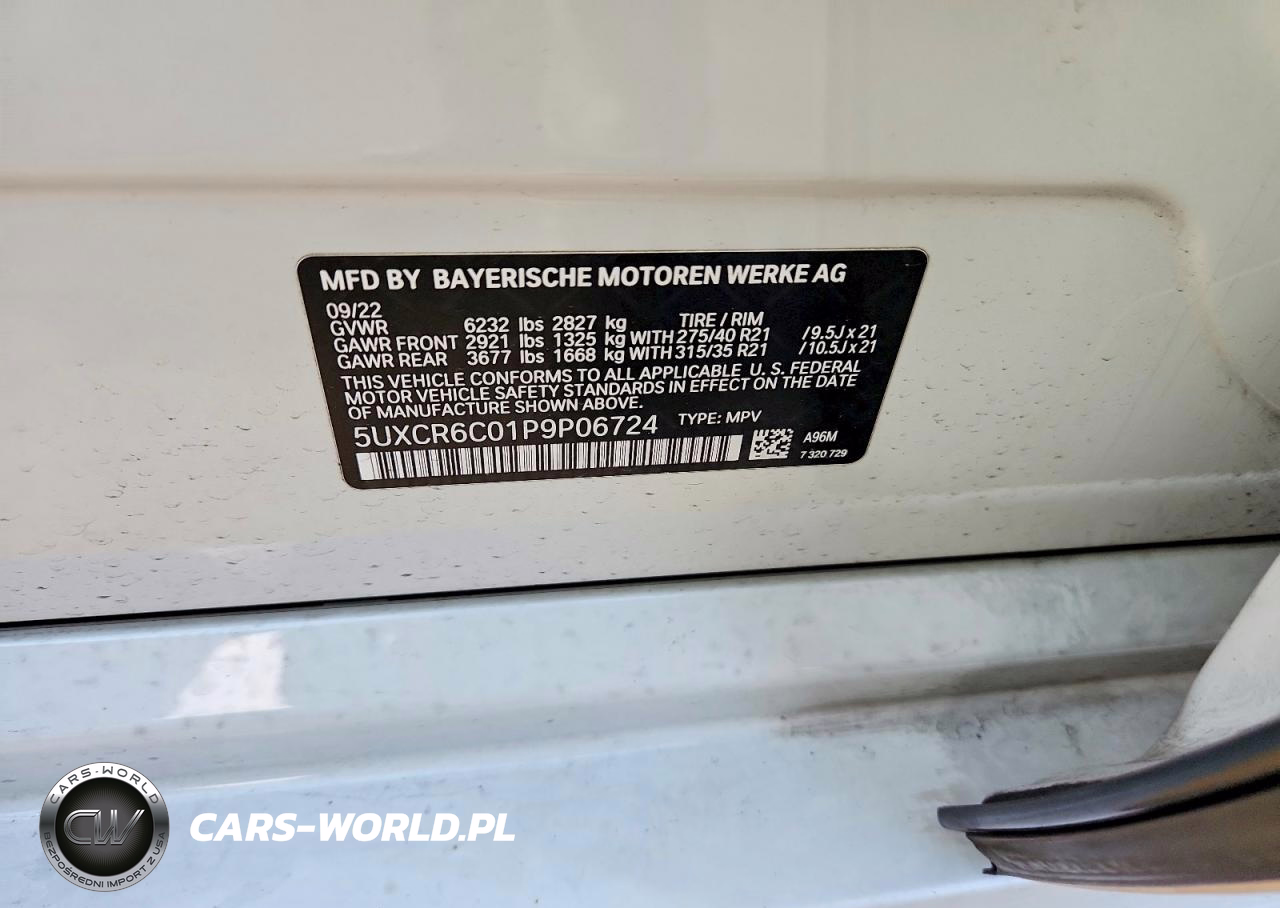 MFD BY BAYERISCHE MOTOREN WERKE AG
09/22
GVWR 6232 lbs 2827 kg TIRE / RIM
GAWR FRONT 2921 lbs 1325 kg WITH 275/40 R21 /9.5J x 21
GAWR REAR 3677 lbs 1668 kg WITH 315/35 R21 /10.5J x 21
THIS VEHICLE CONFORMS TO ALL APPLICABLE U. S. FEDERAL
MOTOR VEHICLE SAFETY STANDARDS IN EFFECT ON THE DATE
OF MANUFACTURE SHOWN ABOVE.
5UXCR6C01P9P06724 TYPE: MPV
A96M
7 320 729
CARS-WORLD
CW
BEZPOŚREDNI IMPORT Z USA
CARS-WORLD.PL